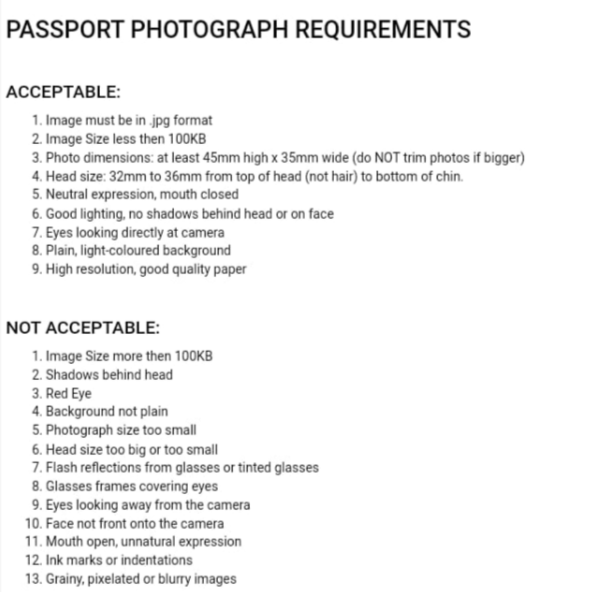 PASSPORT PHOTOGRAPH REQUIREMENTS
ACCEPTABLE:
1. Image must be in .jpg format
2. Image Size less then 100KB
3. Photo dimensions: at least 45mm high x 35mm wide (do NOT trim photos if bigger)
4. Head size: 32mm to 36mm from top of head (not hair) to bottom of chin.
5. Neutral expression, mouth closed
6. Good lighting, no shadows behind head or on face
7. Eyes looking directly at camera
8. Plain, light-coloured background
9. High resolution, good quality paper
NOT ACCEPTABLE:
1. Image Size more then 100KB
2. Shadows behind head
3. Red Eye
4. Background not plain
5. Photograph size too small
6. Head size too big or too small
7. Flash reflections from glasses or tinted glasses
8. Glasses frames covering eyes
9. Eyes looking away from the camera
10. Face not front onto the camera
11. Mouth open, unnatural expression
12. Ink marks or indentations
13. Grainy, pixelated or blurry images